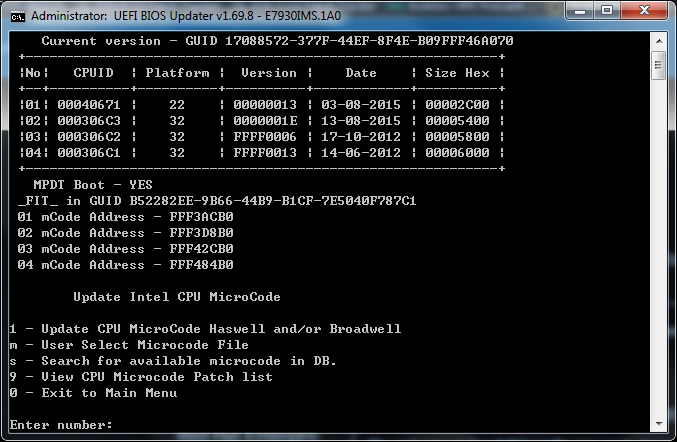 Administrator: UEFI BIOS Updater v1.69.8 - E7930IMS.1A0
Current version - GUID 17088572-377F-44EF-8F4E-B09FFF46A070
+--+----------+----------+----------+------------+----------+
|No| CPUID | Platform | Version | Date | Size Hex |
+--+----------+----------+----------+------------+----------+
|01| 00040671 | 22 | 00000013 | 03-08-2015 | 00002C00 |
|02| 000306C3 | 32 | 0000001E | 13-08-2015 | 00005400 |
|03| 000306C2 | 32 | FFFF0006 | 17-10-2012 | 00005800 |
|04| 000306C1 | 32 | FFFF0013 | 14-06-2012 | 00006000 |
+-----------------------------------------------------------+
MPDT Boot - YES
_FIT_ in GUID B52282EE-9B66-44B9-B1CF-7E5040F787C1
01 mCode Address - FFF3ACB0
02 mCode Address - FFF3D8B0
03 mCode Address - FFF42CB0
04 mCode Address - FFF484B0
Update Intel CPU MicroCode
1 - Update CPU MicroCode Haswell and/or Broadwell
m - User Select Microcode File
s - Search for available microcode in DB.
9 - View CPU Microcode Patch list
0 - Exit to Main Menu
Enter number: